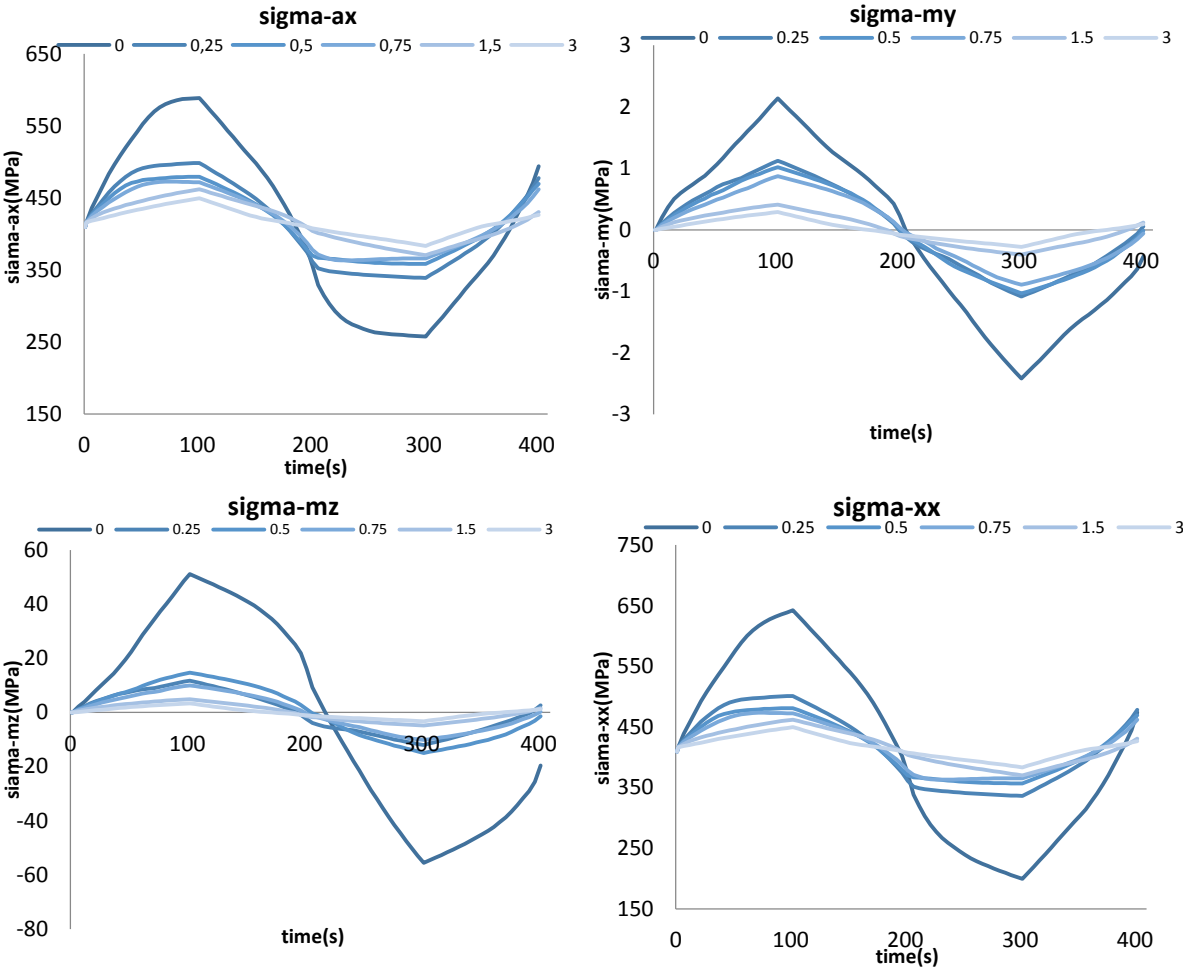 sigma-ax
0 0,25 0,5 0,75 1,5 3
siama-ax(MPa)
650
550
450
350
250
150
0 100 200 300 400
time(s)
sigma-my
0 0.25 0.5 0.75 1.5 3
siama-my(MPa)
3
2
1
0
-1
-2
-3
0 100 200 300 400
time(s)
sigma-mz
0 0.25 0.5 0.75 1.5 3
siama-mz(MPa)
60
40
20
0
-20
-40
-60
-80
0 100 200 300 400
time(s)
sigma-xx
0 0.25 0.5 0.75 1.5 3
siama-xx(MPa)
750
650
550
450
350
250
150
0 100 200 300 400
time(s)